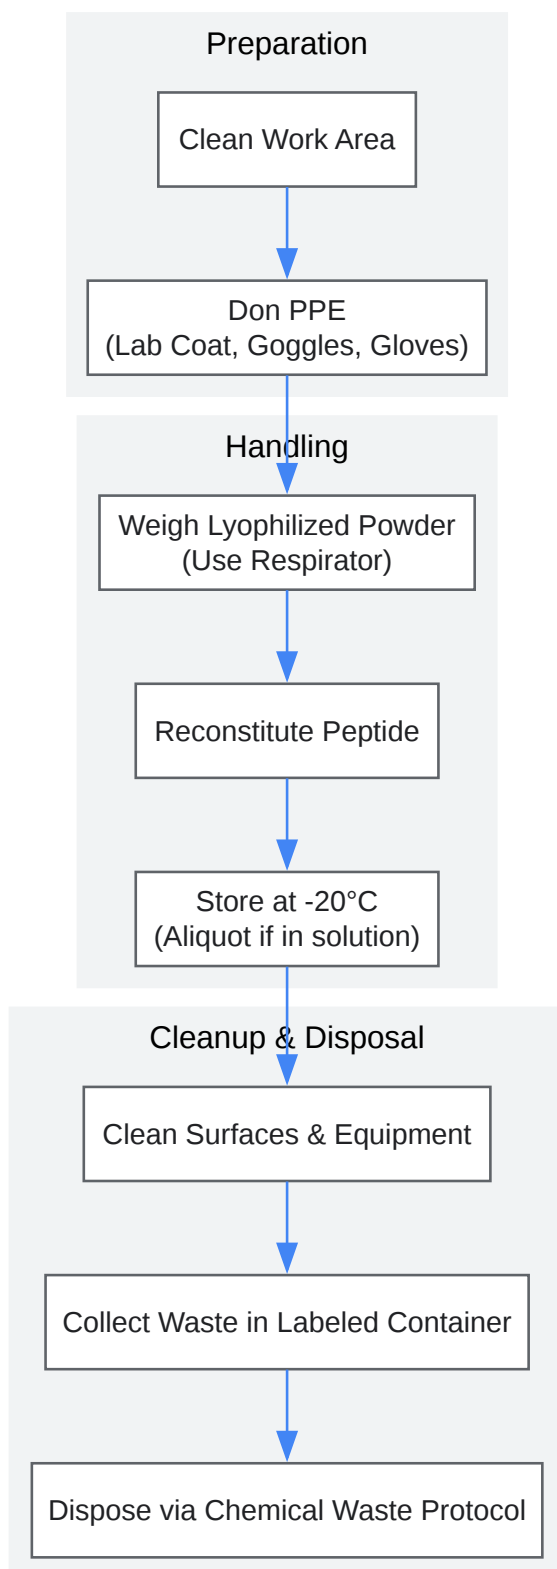 Preparation
Clean Work Area
Don PPE
(Lab Coat, Goggles, Gloves)
Handling
Weigh Lyophilized Powder
(Use Respirator)
Reconstitute Peptide
Store at -20°C
(Aliquot if in solution)
Cleanup & Disposal
Clean Surfaces & Equipment
Collect Waste in Labeled Container
Dispose via Chemical Waste Protocol